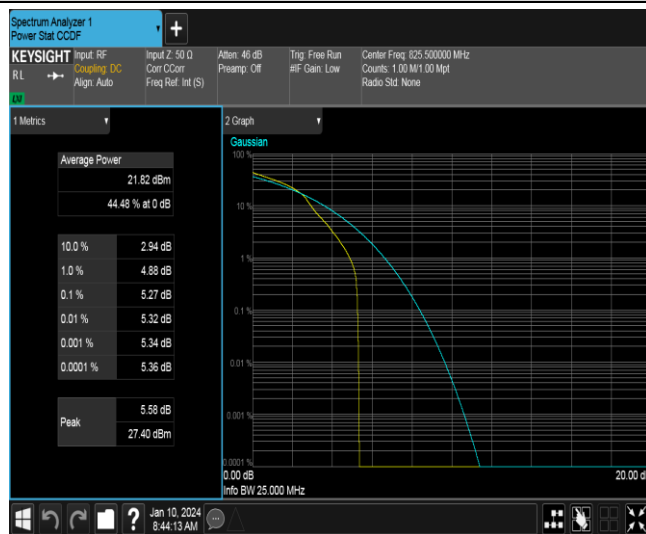 Spectrum Analyzer 1
Power Stat CCDF
+
KEYSIGHT
RL
Input: RF
Coupling: DC
Align: Auto
Input Z: 50 Ω
Corr CCorr
Freq Ref: Int (S)
Atten: 46 dB
Preamp: Off
Trig: Free Run
#IF Gain: Low
Center Freq: 825.500000 MHz
Counts: 1.00 M/1.00 Mpt
Radio Std: None
1 Metrics
Average Power
21.82 dBm
44.48 % at 0 dB
10.0 % 2.94 dB
1.0 % 4.88 dB
0.1 % 5.27 dB
0.01 % 5.32 dB
0.001 % 5.34 dB
0.0001 % 5.36 dB
Peak
5.58 dB
27.40 dBm
2 Graph
Gaussian
100 %
10 %
1 %
0.1 %
0.01 %
0.001 %
0.0001 %
0.00 dB
20.00 d
Info BW 25.000 MHz
?
Jan 10, 2024
8:44:13 AM